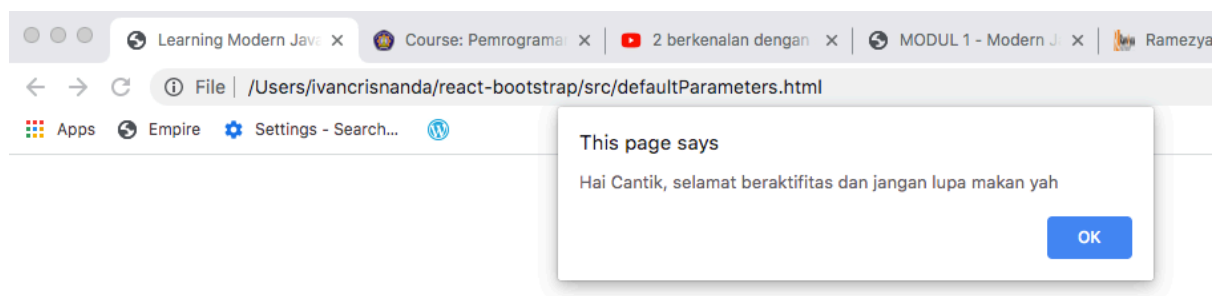 Learning Modern Java
Course: Pemrograman
2 berkenalan dengan
MODUL 1 - Modern J
Ramezya
File | /Users/ivancrisnanda/react-bootstrap/src/defaultParameters.html
Apps
Empire
Settings - Search...
This page says
Hai Cantik, selamat beraktifitas dan jangan lupa makan yah
OK